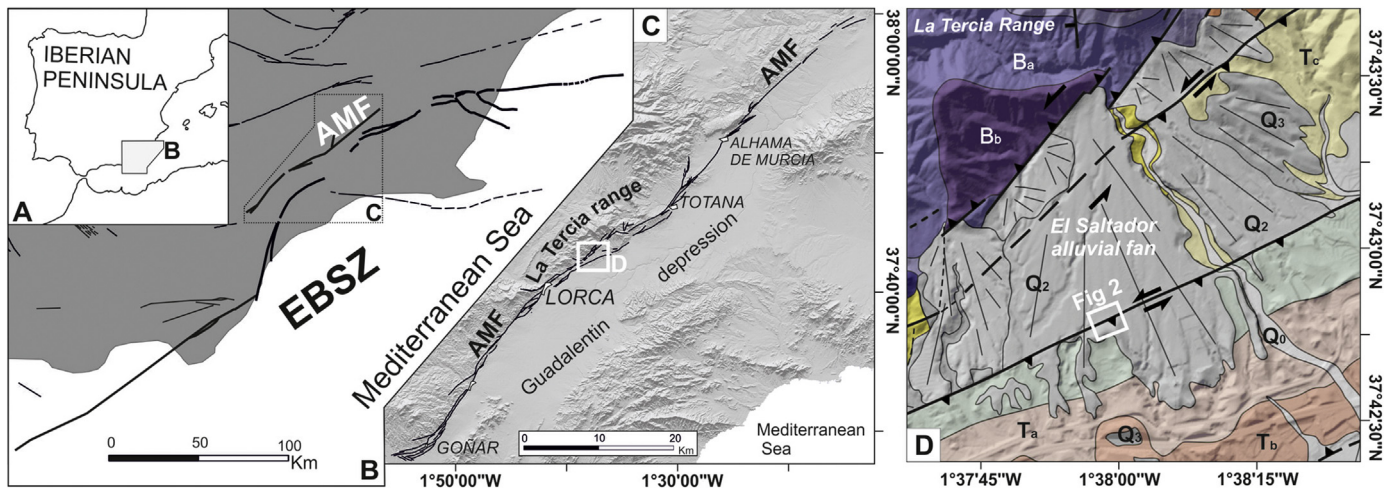 IBERIAN
PENINSULA
B
A
AMF
C
EBSZ
0 50 100
Km
B
Mediterranean Sea
C
AMF
ALHAMA
DE MURCIA
TOTANA
La Tercia range
D
depression
LORCA
AMF
Guadalentin
GOÑAR
0 10 20
Km
Mediterranean
Sea
38°00'00"N
37°40'00"N
1°50'00"W
1°30'00"W
La Tercia Range
Ba
Bb
Tc
Q3
Q2
El Saltador
alluvial fan
Q2
Fig 2
Q0
Ta
Q3
Tb
D
37°43'30"N
37°43'00"N
37°42'30"N
1°37'45"W
1°38'00"W
1°38'15"W